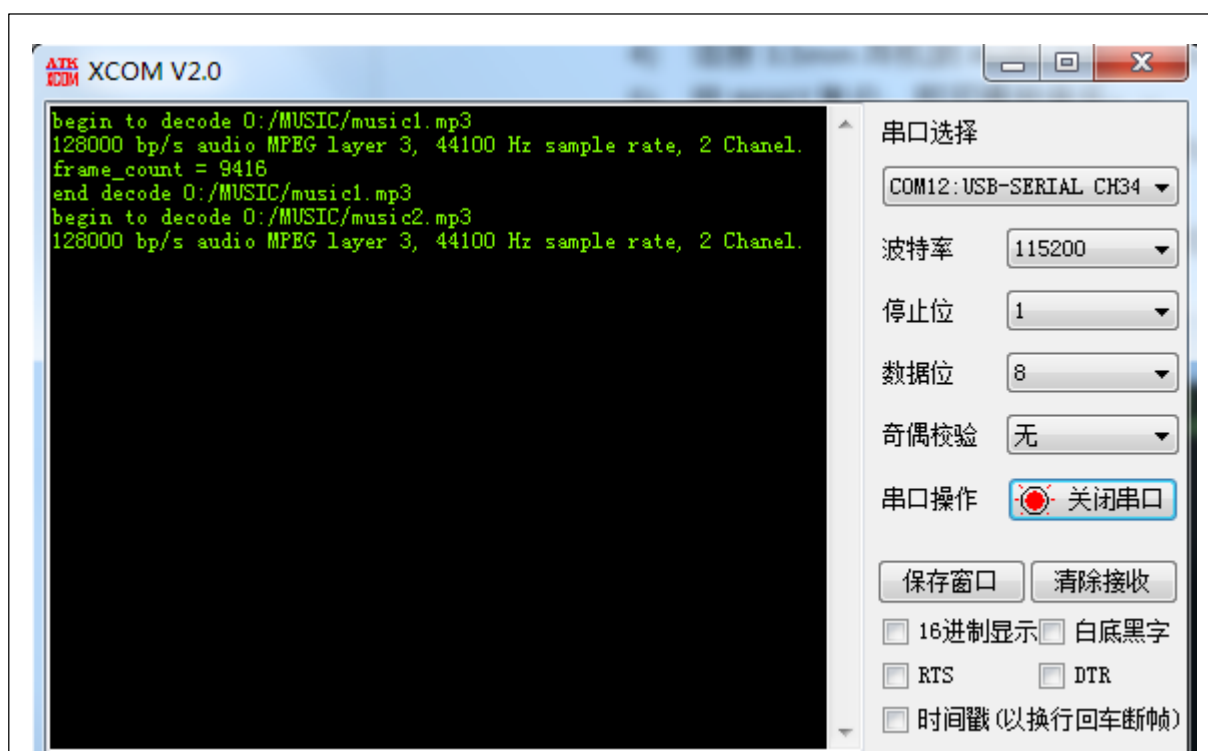 ATK
XCOM
XCOM V2.0
begin to decode 0:/MUSIC/music1.mp3
128000 bp/s audio MPEG layer 3, 44100 Hz sample rate, 2 Chanel.
frame_count = 9416
end decode 0:/MUSIC/music1.mp3
begin to decode 0:/MUSIC/music2.mp3
128000 bp/s audio MPEG layer 3, 44100 Hz sample rate, 2 Chanel.
串口选择
COM12:USB-SERIAL CH34
波特率 115200
停止位 1
数据位 8
奇偶校验 无
串口操作 关闭串口
保存窗口 清除接收
16进制显示 白底黑字
RTS DTR
时间戳(以换行回车断帧)